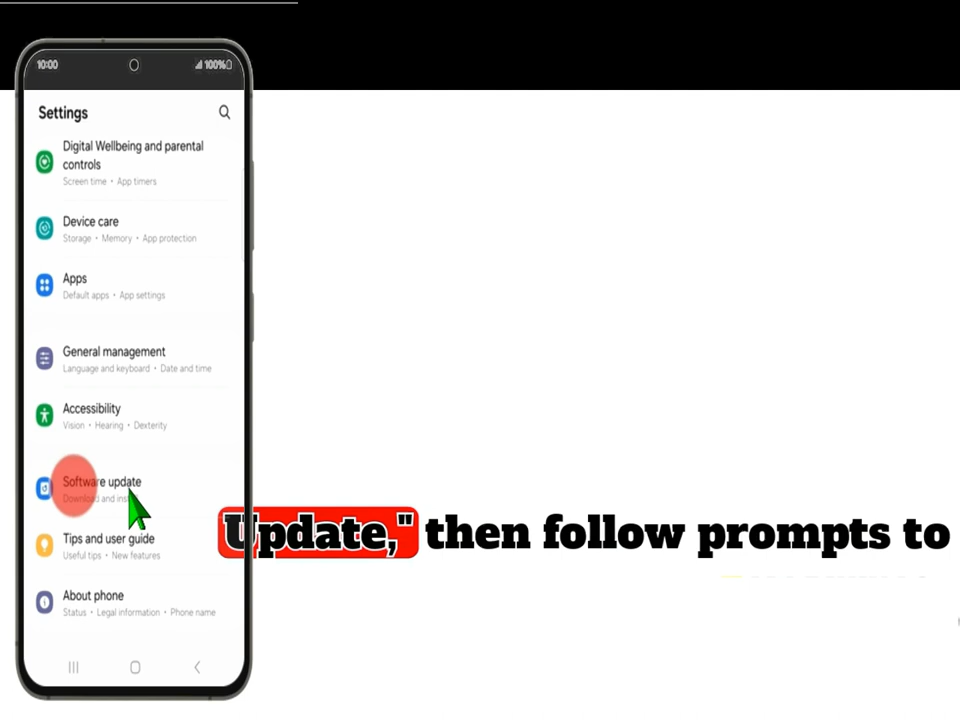 10:00
100%
Settings
Digital Wellbeing and parental
controls
Screen time • App timers
Device care
Storage • Memory • App protection
Apps
Default apps • App settings
General management
Language and keyboard • Date and time
Accessibility
Vision • Hearing • Dexterity
Software update
Download and
Update," then follow prompts to
Tips and user guide
Useful tips • New features
About phone
Status • Legal information • Phone name